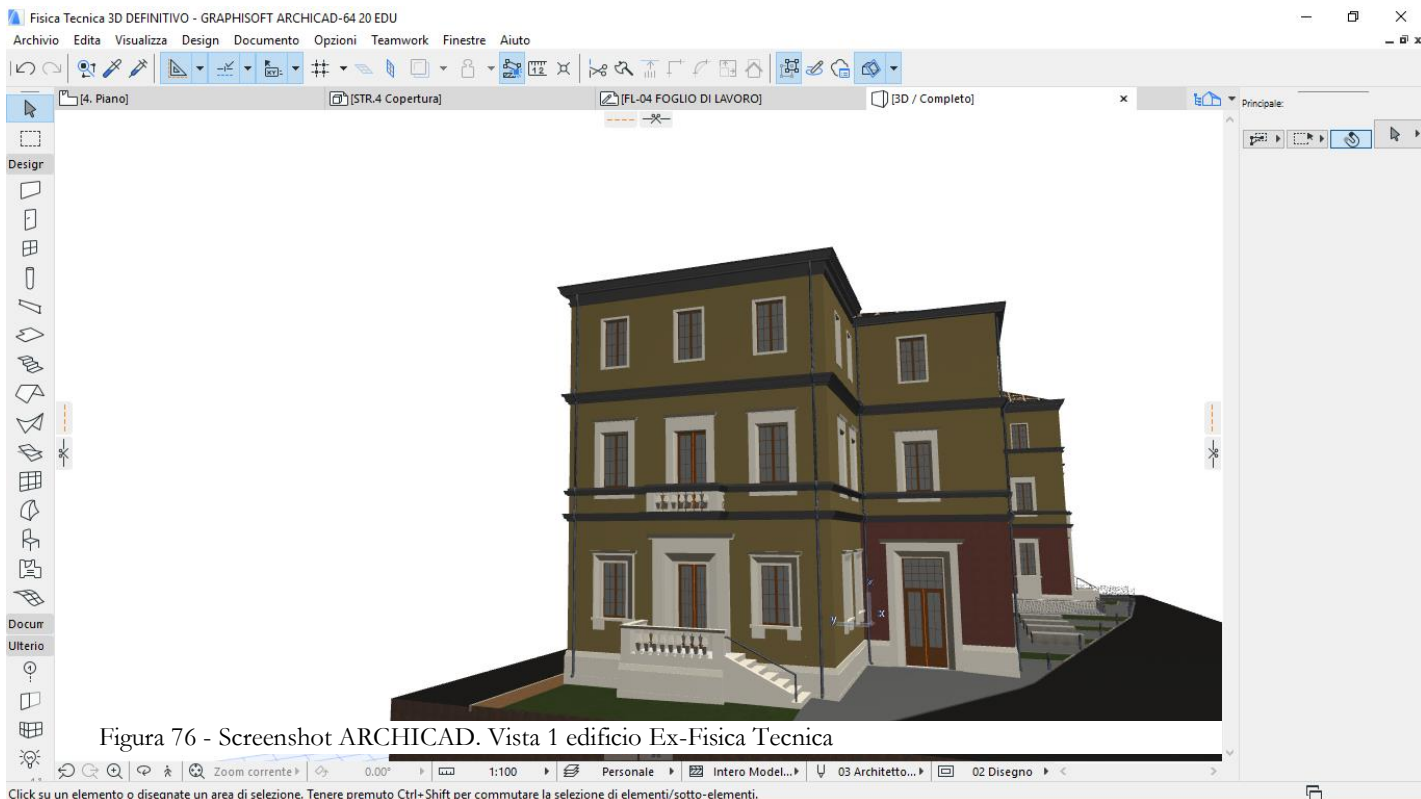 Fisica Tecnica 3D DEFINITIVO - GRAPHISOFT ARCHICAD-64 20 EDU
Archivio Edita Visualizza Design Documento Opzioni Teamwork Finestre Aiuto
[4. Piano] [STR.4 Copertura] [FL-04 FOGLIO DI LAVORO] [3D / Completo]
Principale:
Design
Docum
Ulterio
y x z
Figura 76 - Screenshot ARCHICAD. Vista 1 edificio Ex-Fisica Tecnica
Zoom corrente 0.00° 1:100 Personale Intero Model... 03 Architetto... 02 Disegno
Click su un elemento o disegnate un area di selezione. Tenere premuto Ctrl+Shift per commutare la selezione di elementi/sotto-elementi.